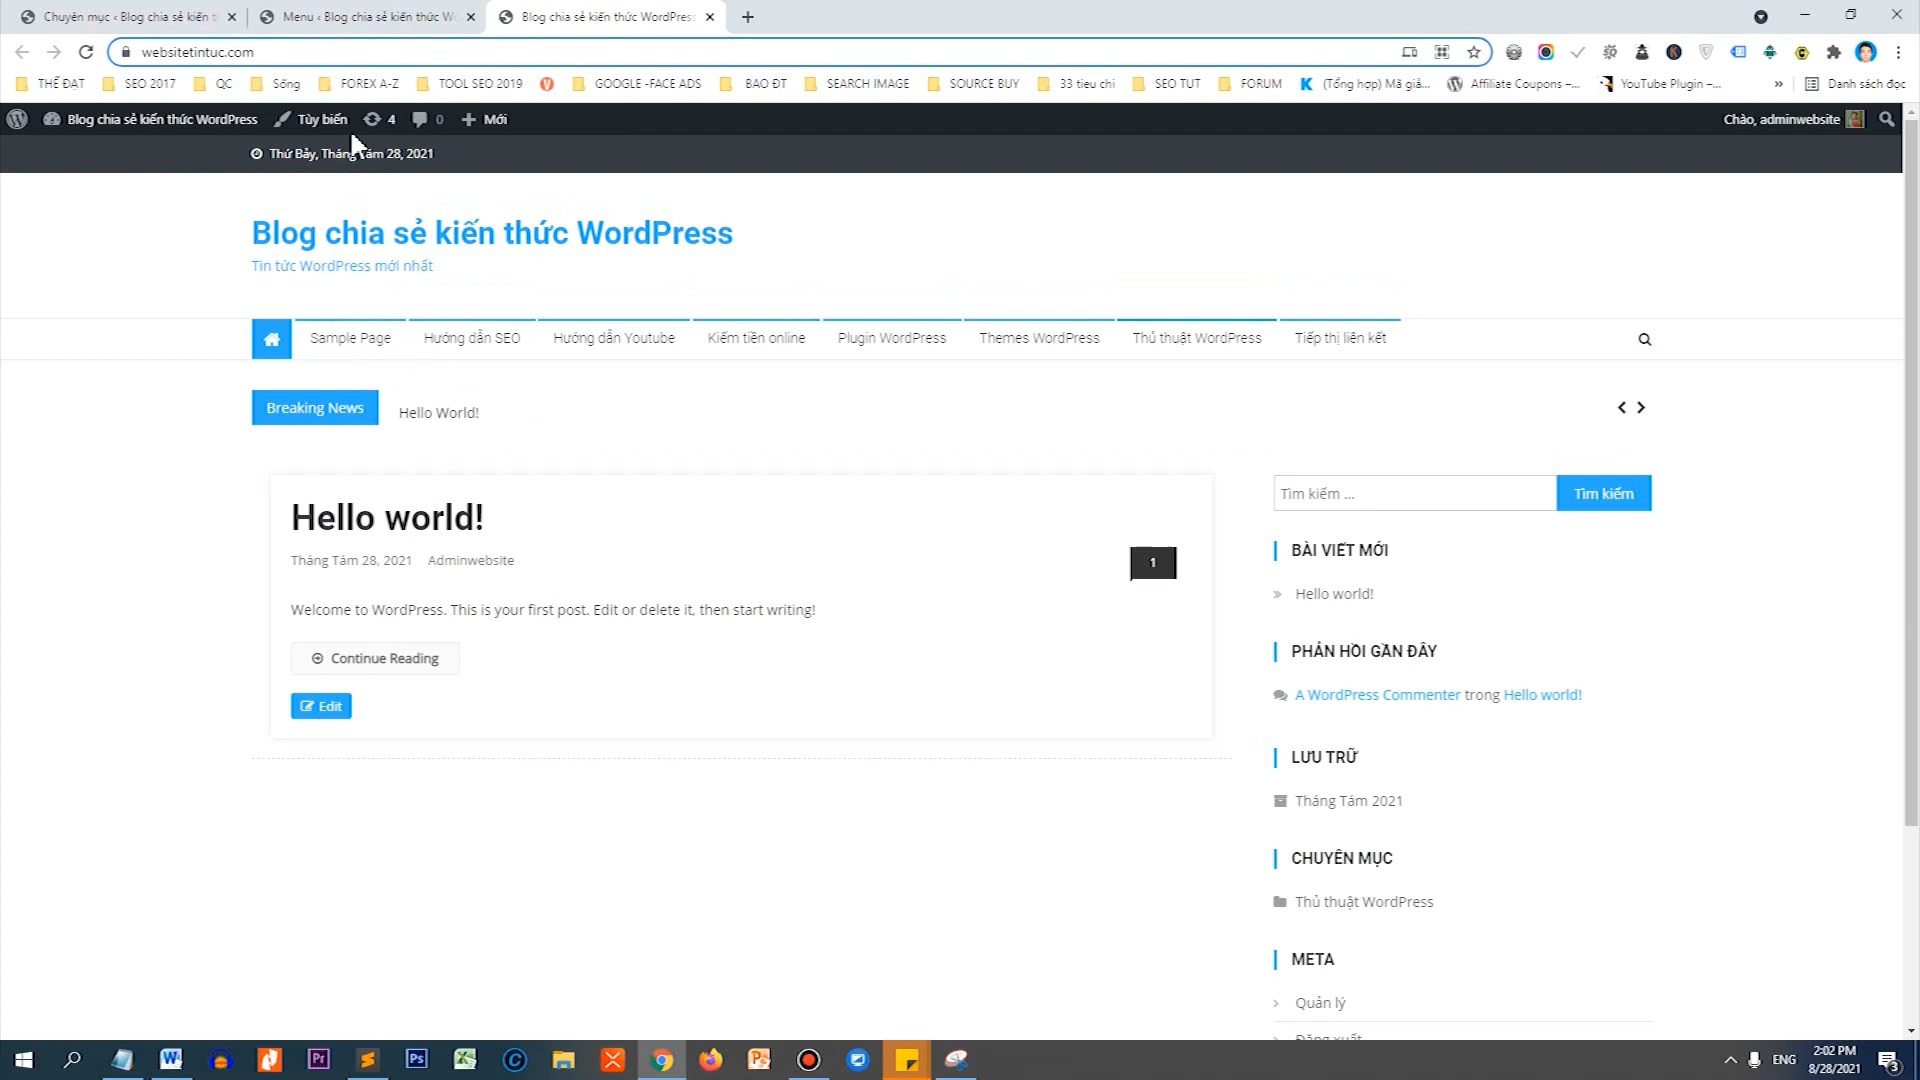 Chuyên mục ‹ Blog chia sẻ kiến t
Menu ‹ Blog chia sẻ kiến thức Wo
Blog chia sẻ kiến thức WordPress
websitetintuc.com
THẾ ĐẠT
SEO 2017
QC
Sống
FOREX A-Z
TOOL SEO 2019
GOOGLE -FACE ADS
BAO ĐT
SEARCH IMAGE
SOURCE BUY
33 tieu chi
SEO TUT
FORUM
(Tổng hợp) Mã giả...
Affiliate Coupons –...
YouTube Plugin –...
»
Danh sách đọc
Blog chia sẻ kiến thức WordPress
Tùy biến
4
0
Mới
Chào, adminwebsite
Thứ Bảy, Tháng Tám 28, 2021
Blog chia sẻ kiến thức WordPress
Tin tức WordPress mới nhất
Sample Page
Hướng dẫn SEO
Hướng dẫn Youtube
Kiếm tiền online
Plugin WordPress
Themes WordPress
Thủ thuật WordPress
Tiếp thị liên kết
Breaking News
Hello World!
Hello world!
Tháng Tám 28, 2021
Adminwebsite
1
Welcome to WordPress. This is your first post. Edit or delete it, then start writing!
Continue Reading
Edit
Tìm kiếm ...
Tìm kiếm
BÀI VIẾT MỚI
Hello world!
PHẢN HỒI GẦN ĐÂY
A WordPress Commenter trong Hello world!
LƯU TRỮ
Tháng Tám 2021
CHUYÊN MỤC
Thủ thuật WordPress
META
Quản lý
Đăng xuất
ENG
2:02 PM
8/28/2021
3